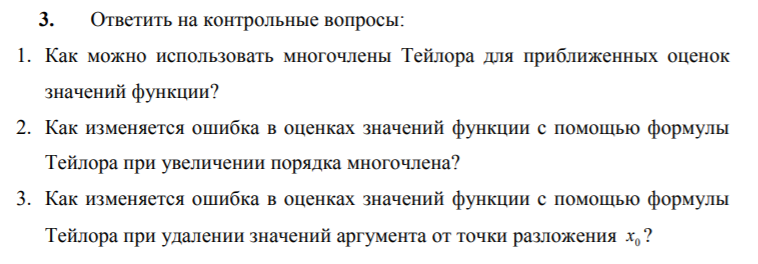 3. Ответить на контрольные вопросы:
1. Как можно использовать многочлены Тейлора для приближенных оценок
значений функции?
2. Как изменяется ошибка в оценках значений функции с помощью формулы
Тейлора при увеличении порядка многочлена?
3. Как изменяется ошибка в оценках значений функции с помощью формулы
Тейлора при удалении значений аргумента от точки разложения x₀?